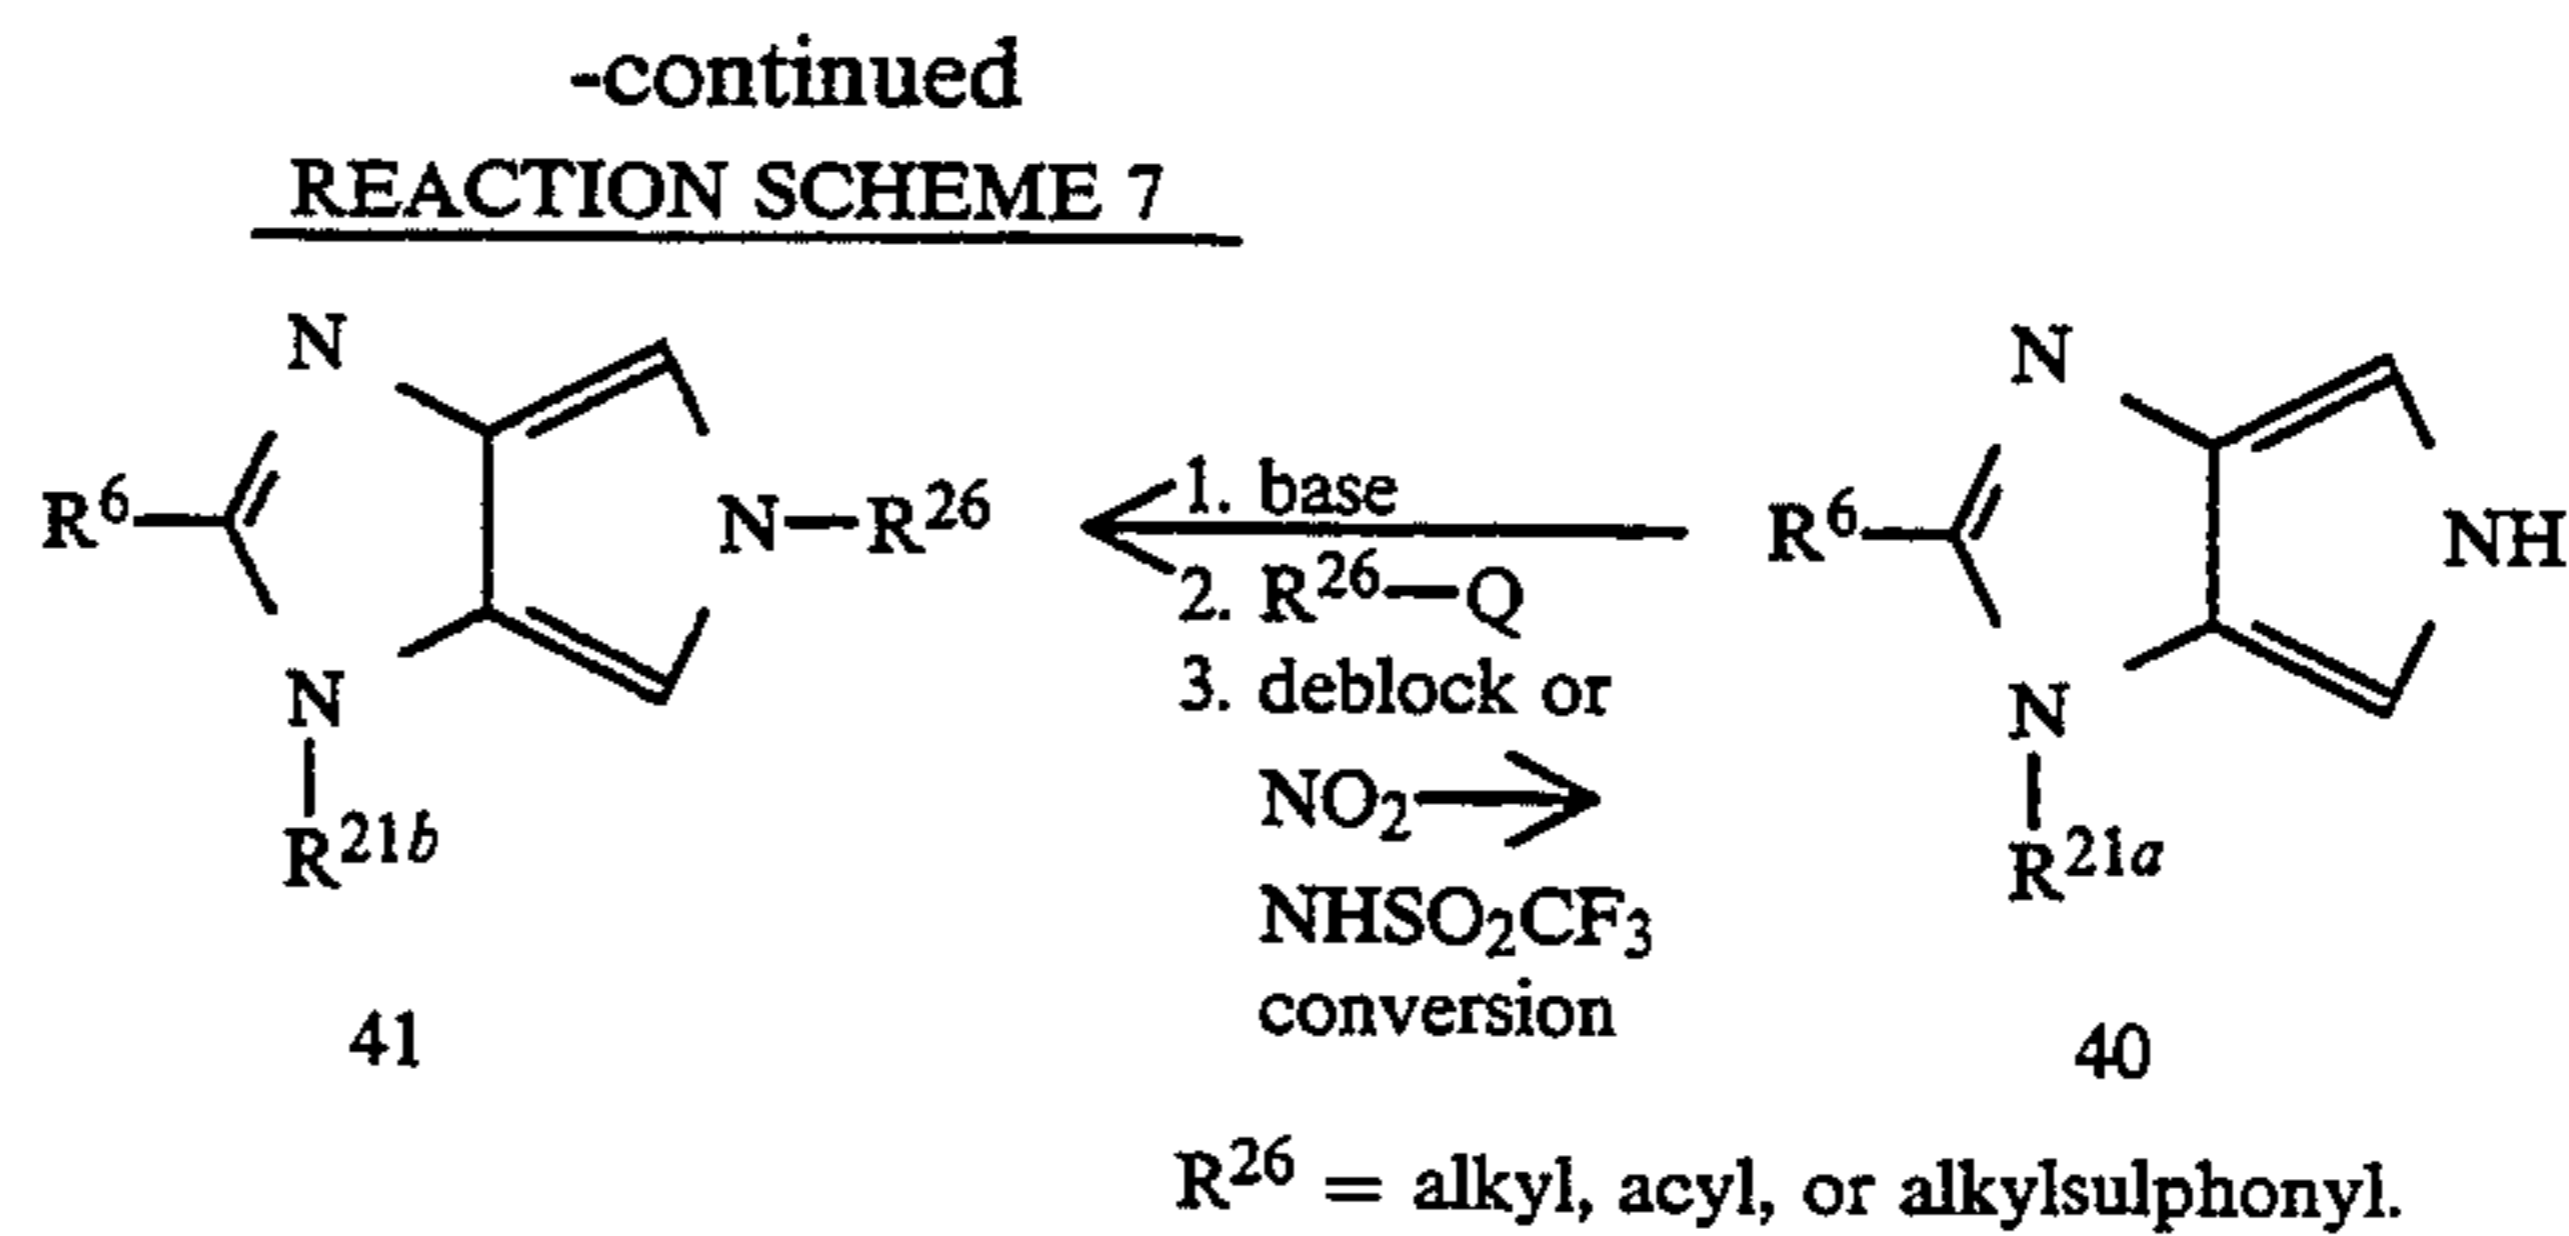 -continued
REACTION SCHEME 7
N
R6
N-R26
N
R21b
41
1. base
2. R26-Q
3. deblock or
NO2
NHSO2CF3
conversion
N
R6
NH
N
R21a
40
R26 = alkyl, acyl, or alkylsulphonyl.